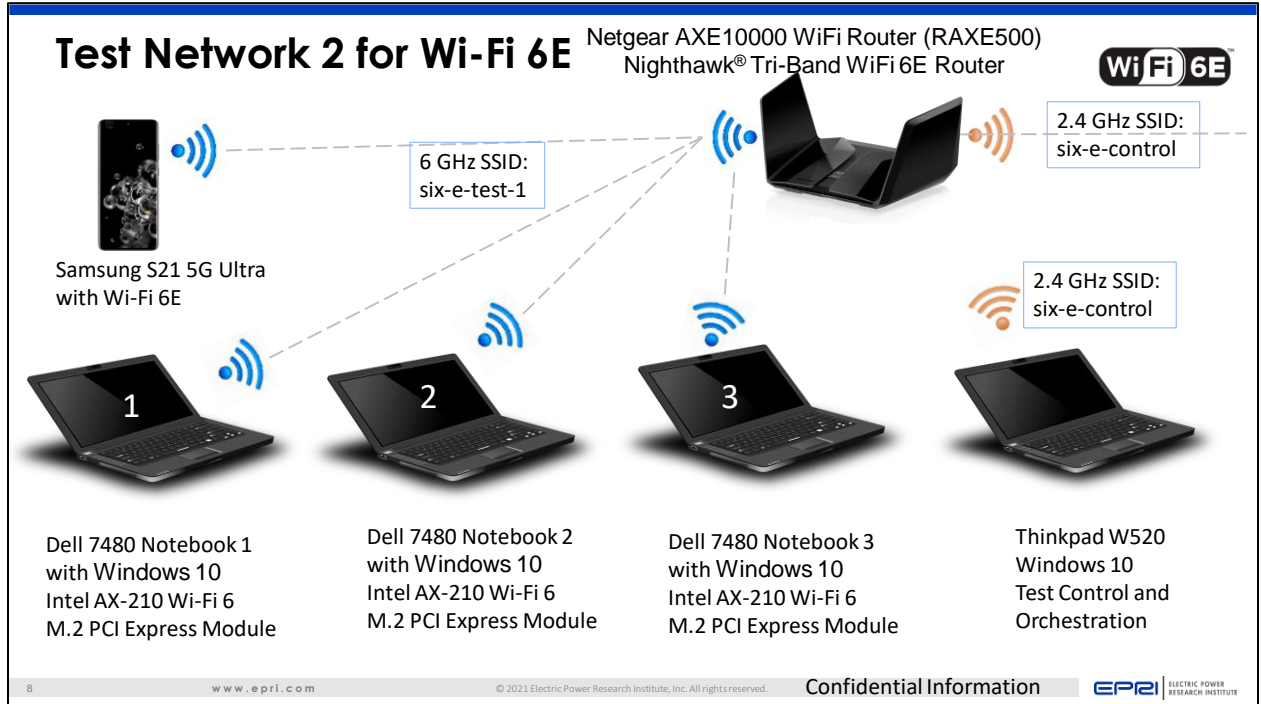 Test Network 2 for Wi-Fi 6E
Netgear AXE10000 WiFi Router (RAXE500)
Nighthawk® Tri-Band WiFi 6E Router
Wi Fi 6E™
2.4 GHz SSID:
six-e-control
6 GHz SSID:
six-e-test-1
Samsung S21 5G Ultra
with Wi-Fi 6E
2.4 GHz SSID:
six-e-control
1
2
3
Dell 7480 Notebook 1
with Windows 10
Intel AX-210 Wi-Fi 6
M.2 PCI Express Module
Dell 7480 Notebook 2
with Windows 10
Intel AX-210 Wi-Fi 6
M.2 PCI Express Module
Dell 7480 Notebook 3
with Windows 10
Intel AX-210 Wi-Fi 6
M.2 PCI Express Module
Thinkpad W520
Windows 10
Test Control and
Orchestration
8
www.epri.com
© 2021 Electric Power Research Institute, Inc. All rights reserved.
Confidential Information
EPRI
ELECTRIC POWER
RESEARCH INSTITUTE